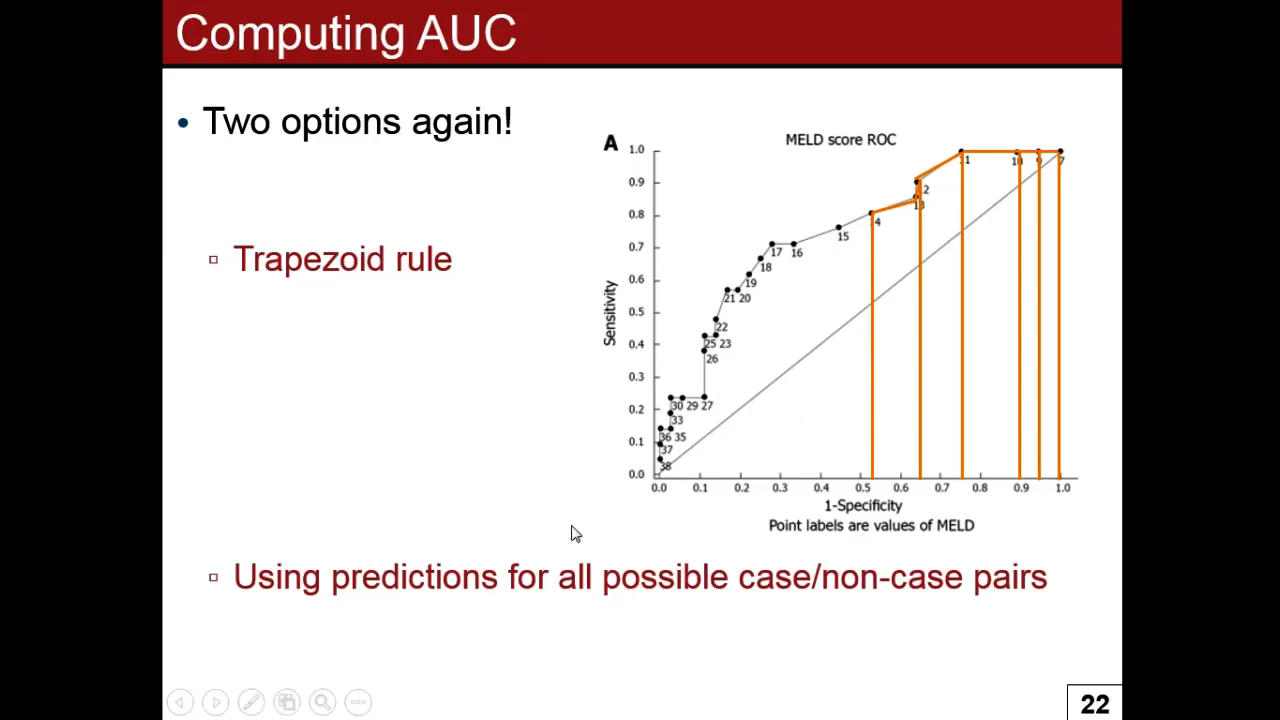 Computing AUC
• Two options again!
▫ Trapezoid rule
A
MELD score ROC
1.0
0.9
0.8
0.7
0.6
0.5
0.4
0.3
0.2
0.1
0.0
Sensitivity
11
10
9
7
12
13
14
15
17
16
18
19
21 20
22
25 23
26
30 29 27
33
36 35
37
38
0.0 0.1 0.2 0.3 0.4 0.5 0.6 0.7 0.8 0.9 1.0
1-Specificity
Point labels are values of MELD
▫ Using predictions for all possible case/non-case pairs
22